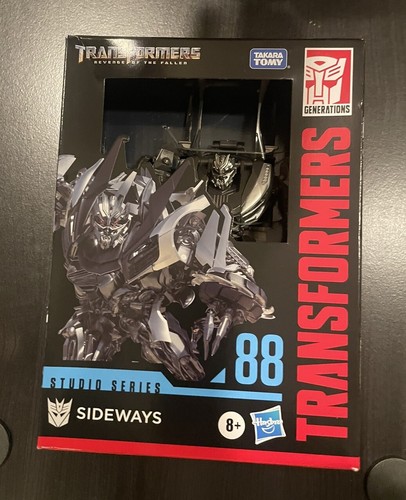 TRANSFORMERS
REVENGE OF THE FALLEN
TAKARA
TOMY
GENERATIONS
TRANSFORMERS
88
STUDIO SERIES
SIDEWAYS
8+
Hasbro